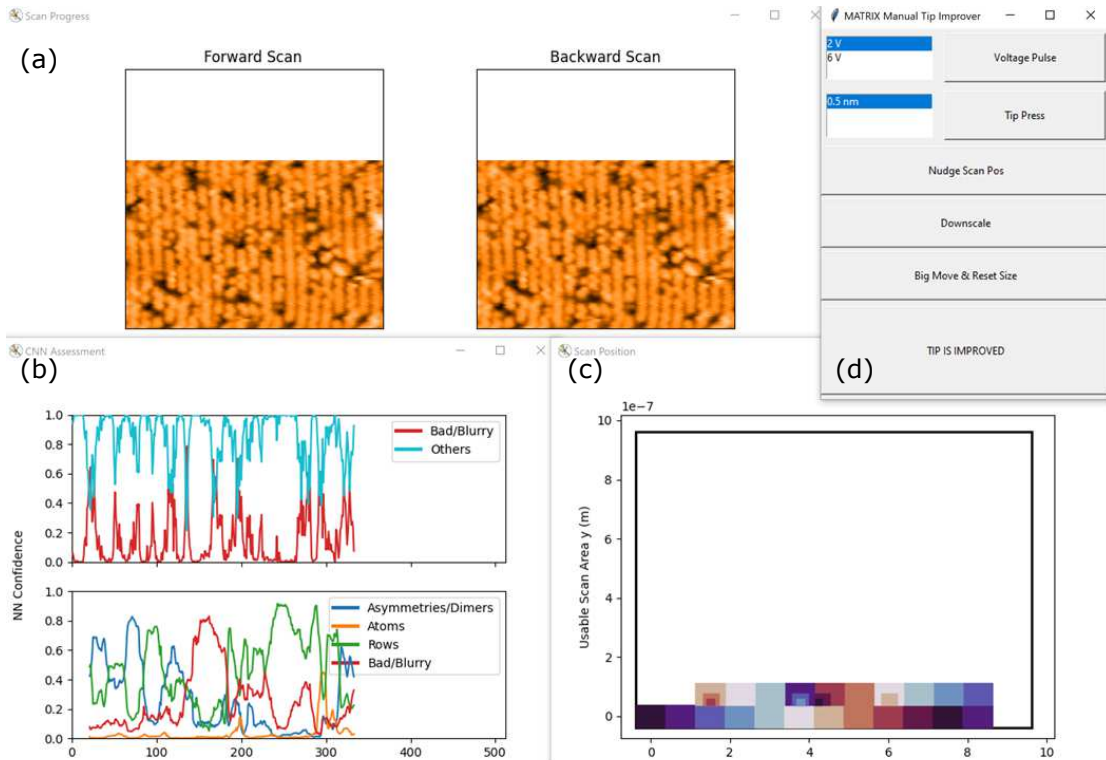 Scan Progress
(a)
Forward Scan
Backward Scan
MATRIX Manual Tip Improver
2 V
6 V
Voltage Pulse
0.5 nm
Tip Press
Nudge Scan Pos
Downscale
Big Move & Reset Size
TIP IS IMPROVED
(d)
CNN Assessment
(b)
NN Confidence
1.0
0.8
0.6
0.4
0.2
0.0
Bad/Blurry
Others
1.0
0.8
0.6
0.4
0.2
0.0
Asymmetries/Dimers
Atoms
Rows
Bad/Blurry
0
100
200
300
400
500
Scan Position
(c)
1e−7
Usable Scan Area y (m)
10
8
6
4
2
0
0
2
4
6
8
10